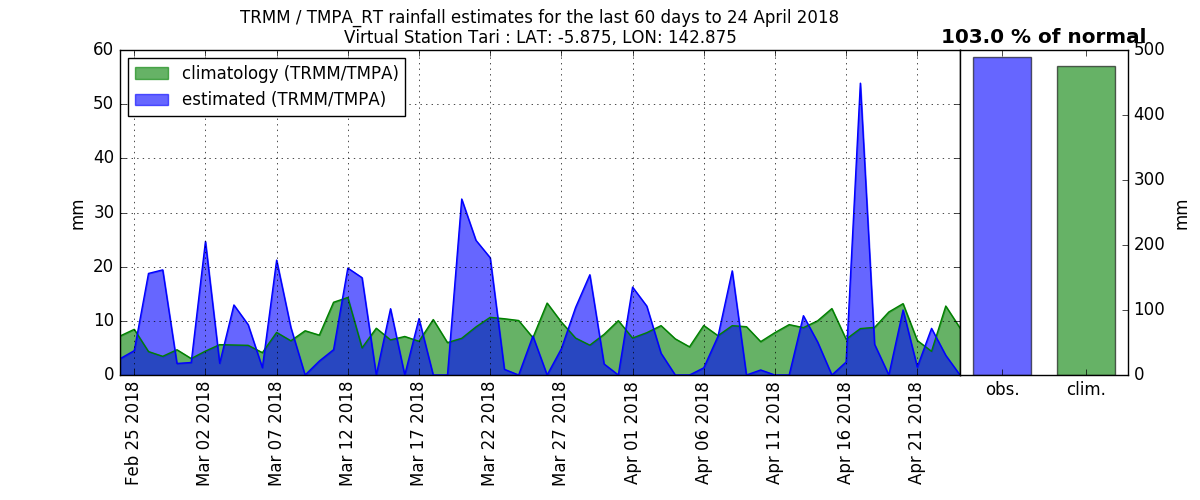 TRMM / TMPA_RT rainfall estimates for the last 60 days to 24 April 2018
Virtual Station Tari : LAT: -5.875, LON: 142.875
103.0 % of normal
climatology (TRMM/TMPA)
estimated (TRMM/TMPA)
60
50
40
30
20
10
0
mm
500
400
300
200
100
0
mm
obs.
clim.
Feb 25 2018
Mar 02 2018
Mar 07 2018
Mar 12 2018
Mar 17 2018
Mar 22 2018
Mar 27 2018
Apr 01 2018
Apr 06 2018
Apr 11 2018
Apr 16 2018
Apr 21 2018